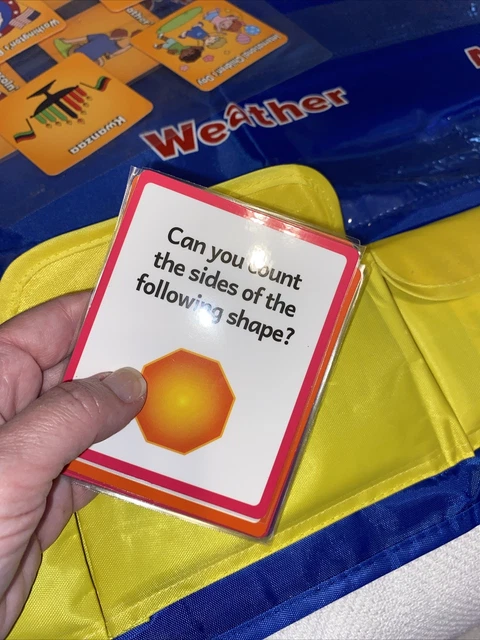 Kwanzaa
Weather
Can you count
the sides of the
following shape?